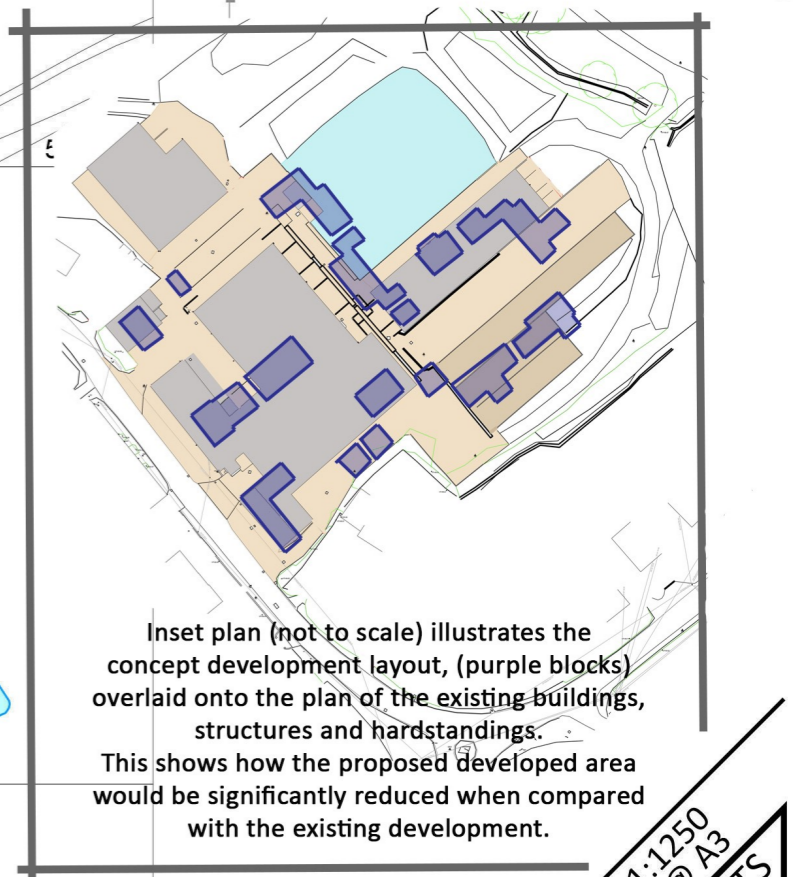 Inset plan (not to scale) illustrates the
concept development layout, (purple blocks)
overlaid onto the plan of the existing buildings,
structures and hardstandings.
This shows how the proposed developed area
would be significantly reduced when compared
with the existing development.
1:1250
@ A3
TS